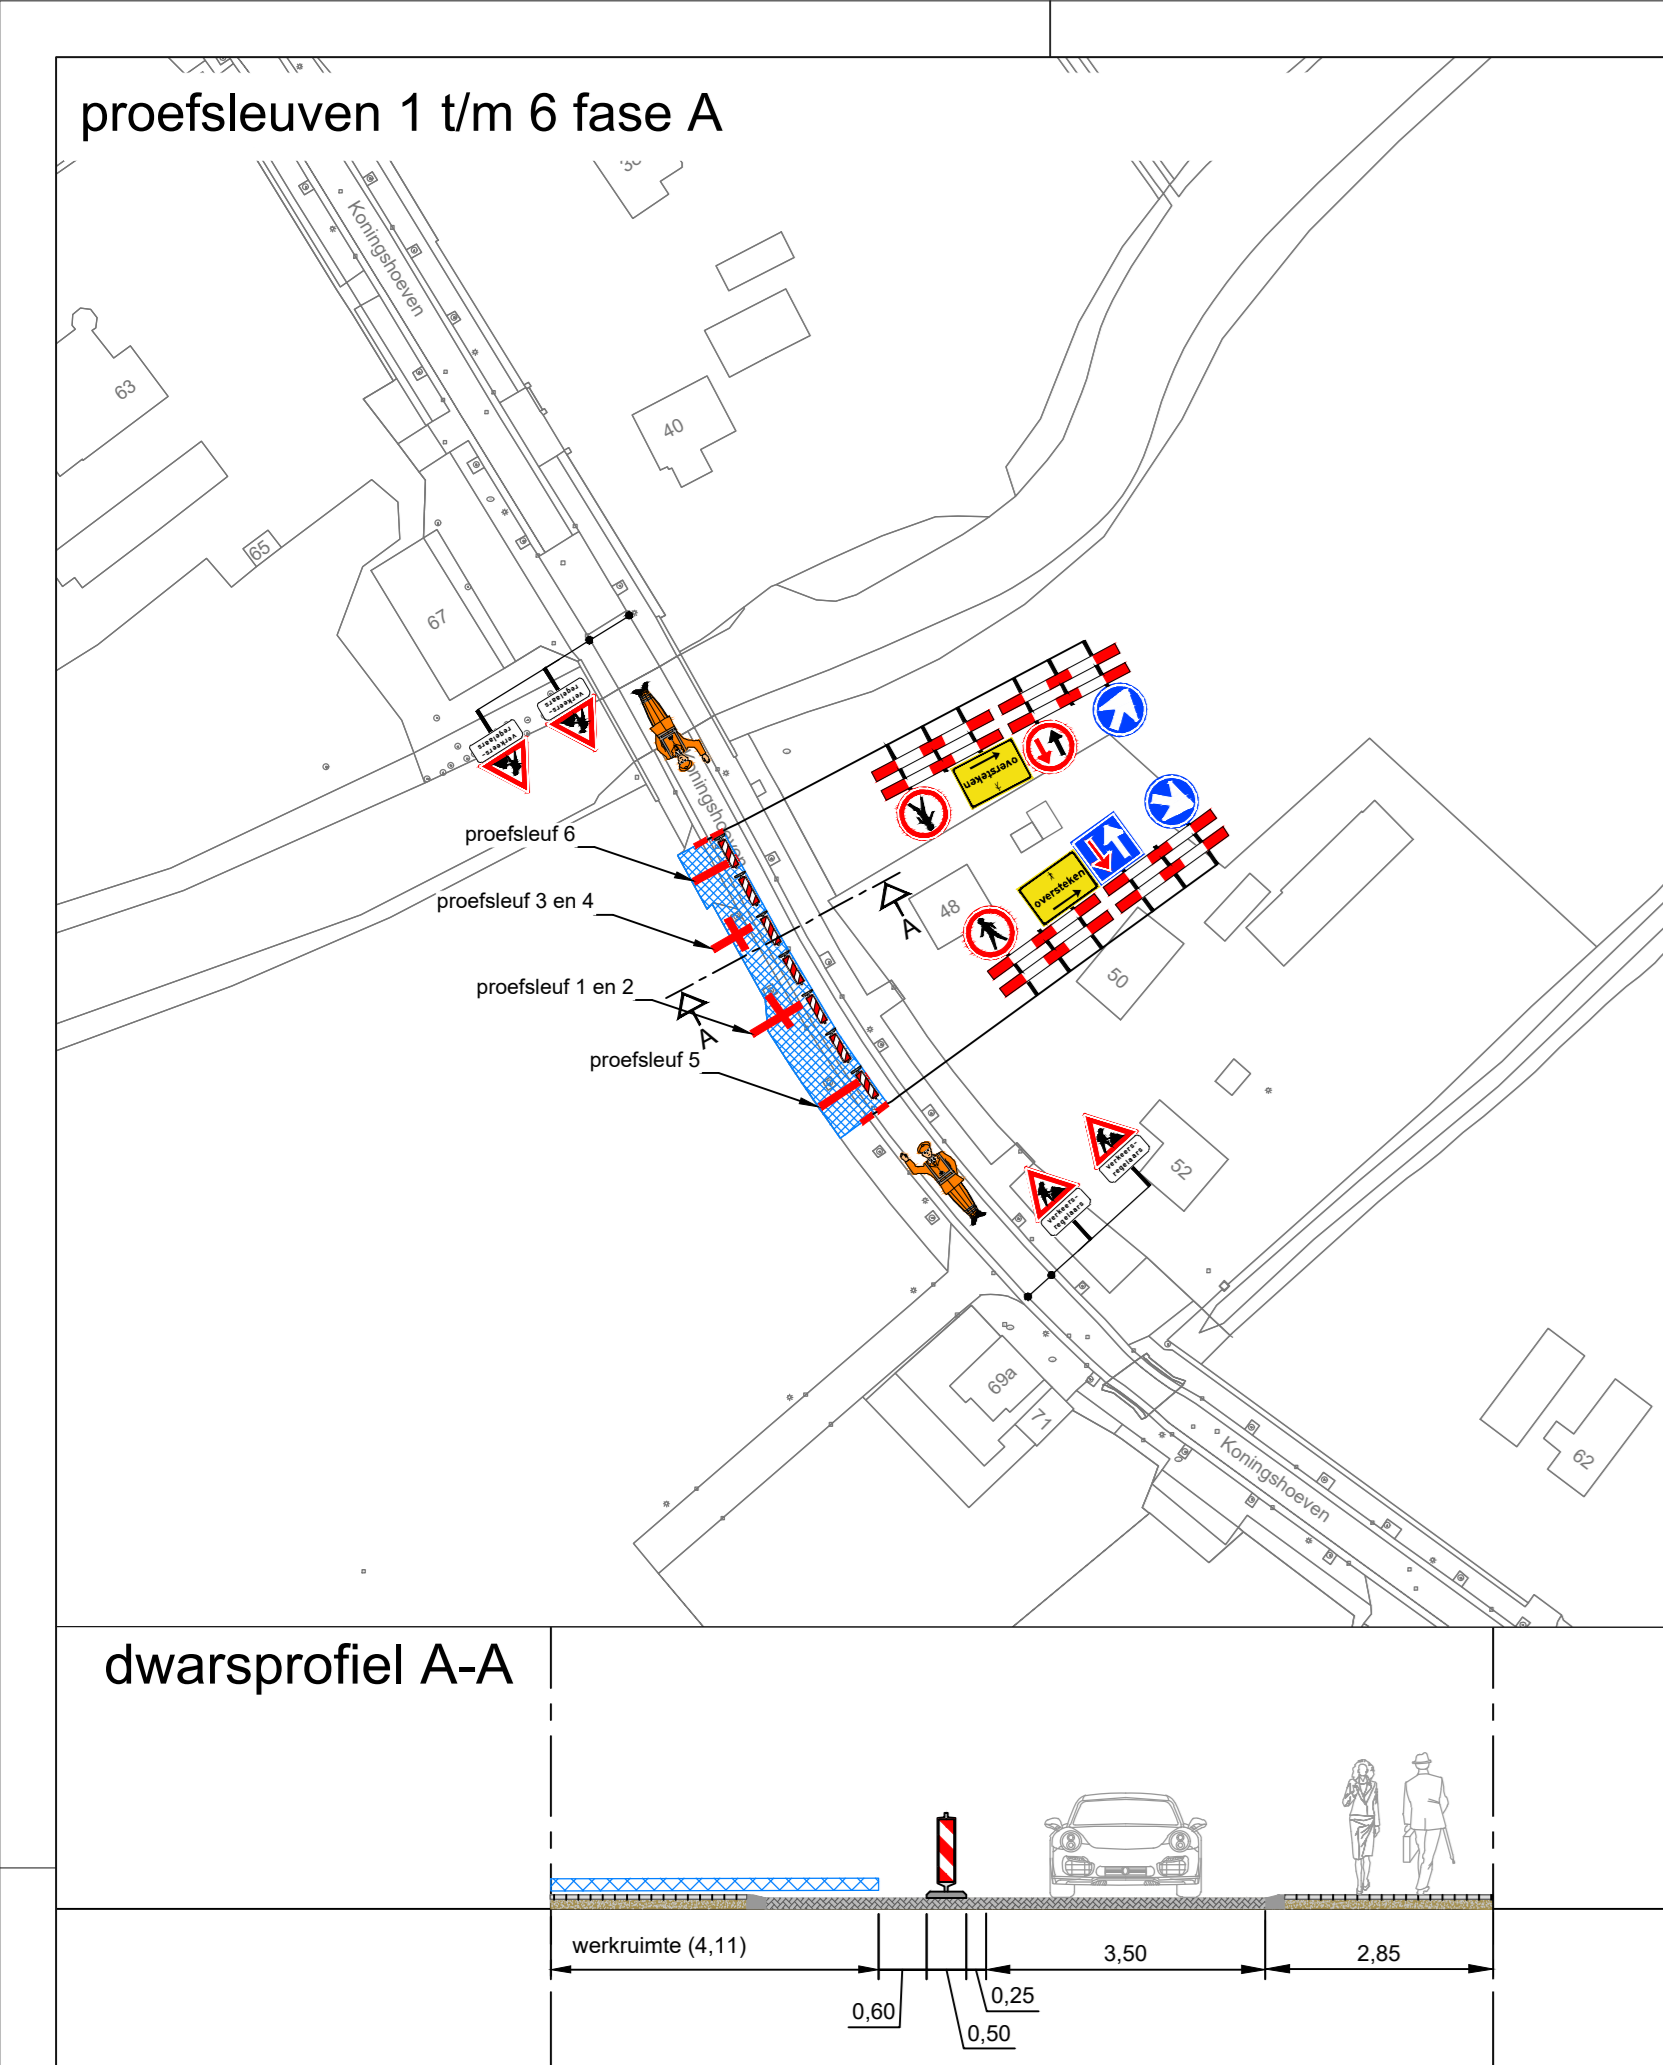 proefsleuven 1 t/m 6 fase A
Koningshoeven
63
40
65
67
verkeers-
regelaars
verkeers-
regelaars
Koningshoeven
oversteken
oversteken
proefsleuf 6
proefsleuf 3 en 4
proefsleuf 1 en 2
proefsleuf 5
A
A
48
50
52
verkeers-
regelaars
verkeers-
regelaars
69a
71
Koningshoeven
62
dwarsprofiel A-A
werkruimte (4,11)
3,50
2,85
0,60
0,25
0,50